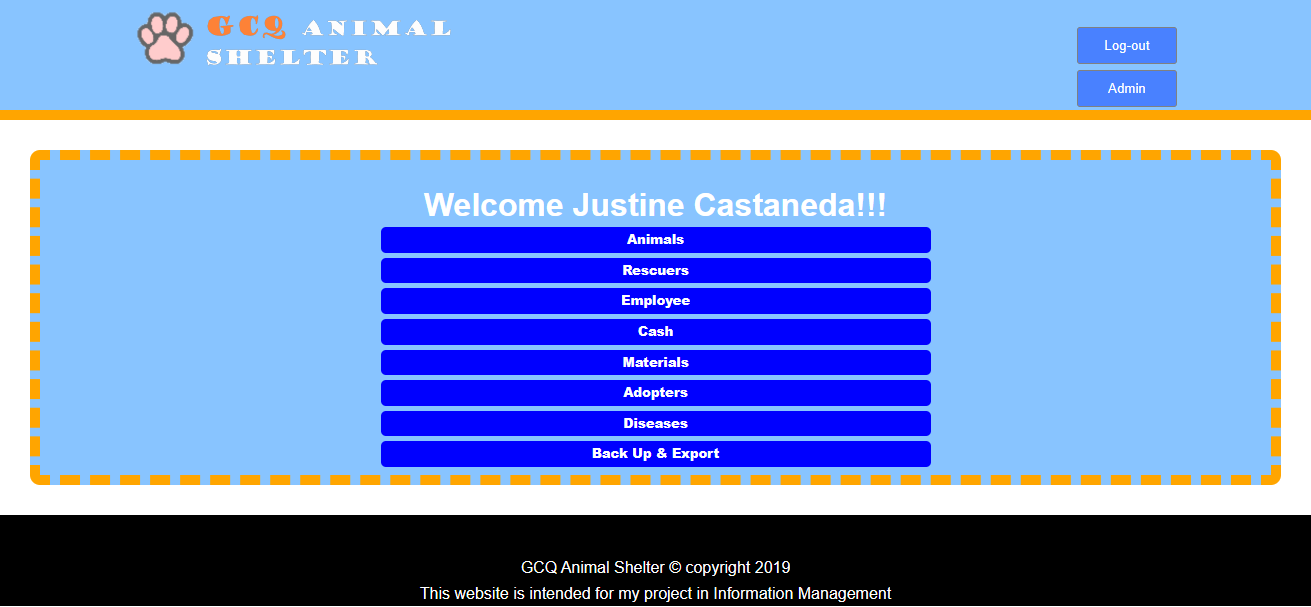 GCQ ANIMAL
SHELTER
Log-out
Admin
Welcome Justine Castaneda!!!
Animals
Rescuers
Employee
Cash
Materials
Adopters
Diseases
Back Up & Export
GCQ Animal Shelter © copyright 2019
This website is intended for my project in Information Management